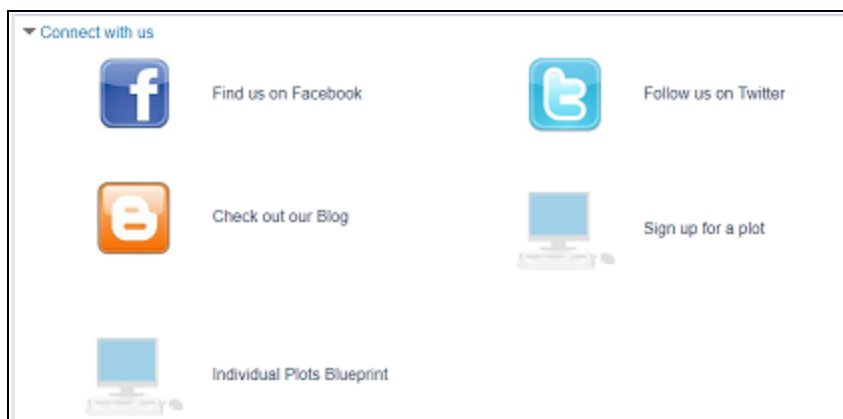 Connect with us
Find us on Facebook
Follow us on Twitter
Check out our Blog
Sign up for a plot
Individual Plots Blueprint